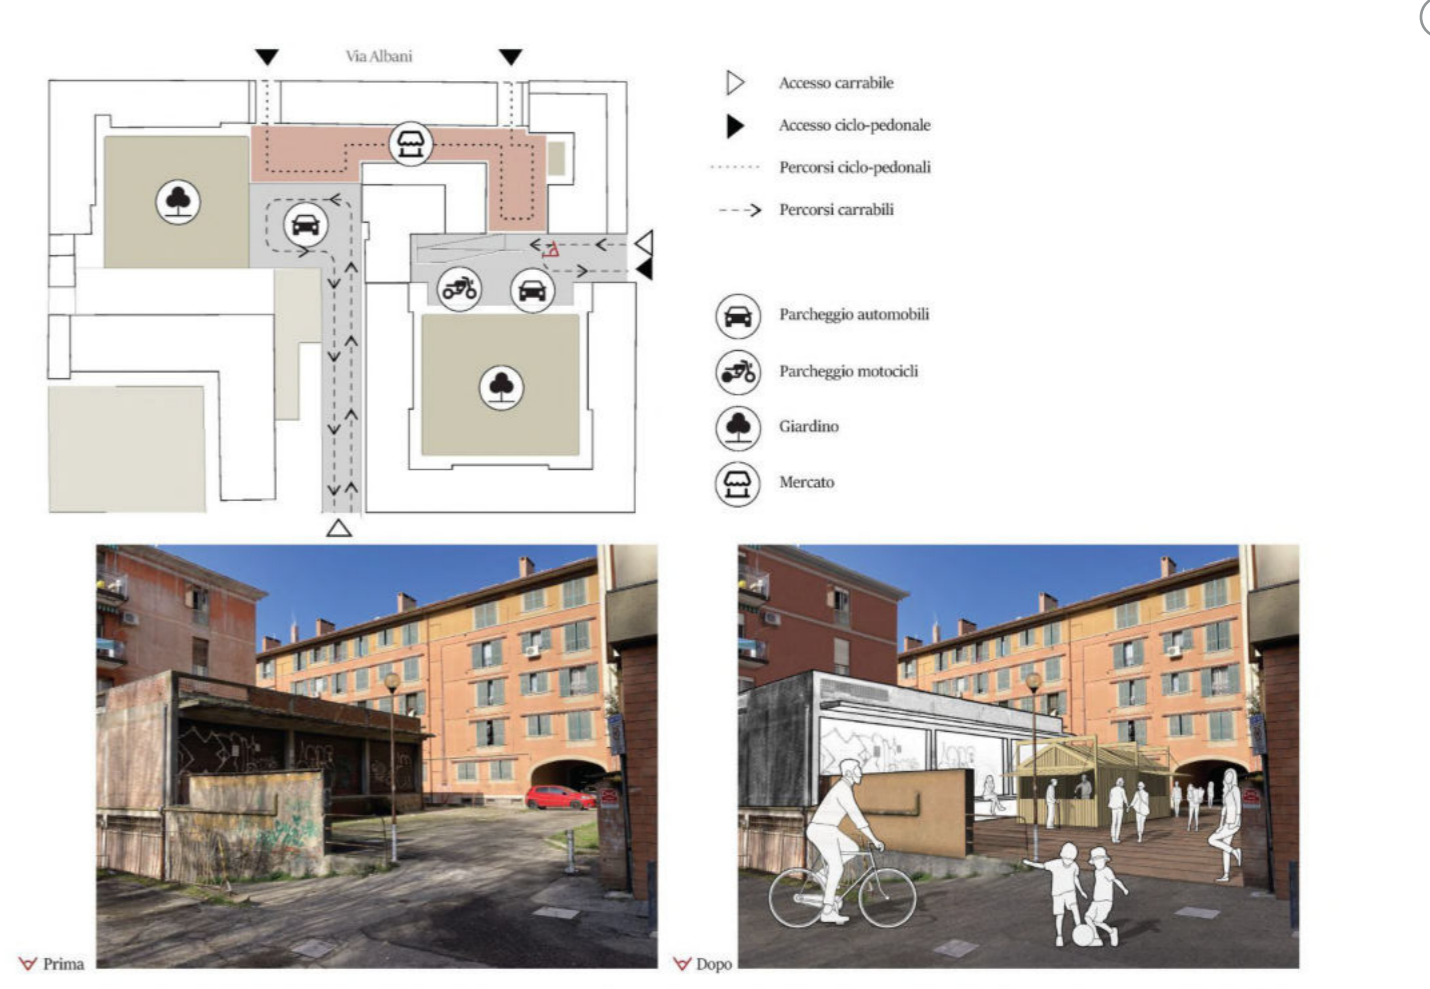 Via Albani
Accesso carrabile
Accesso ciclo-pedonale
Percorsi ciclo-pedonali
Percorsi carrabili
Parcheggio automobili
Parcheggio motocicli
Giardino
Mercato
Prima
Dopo